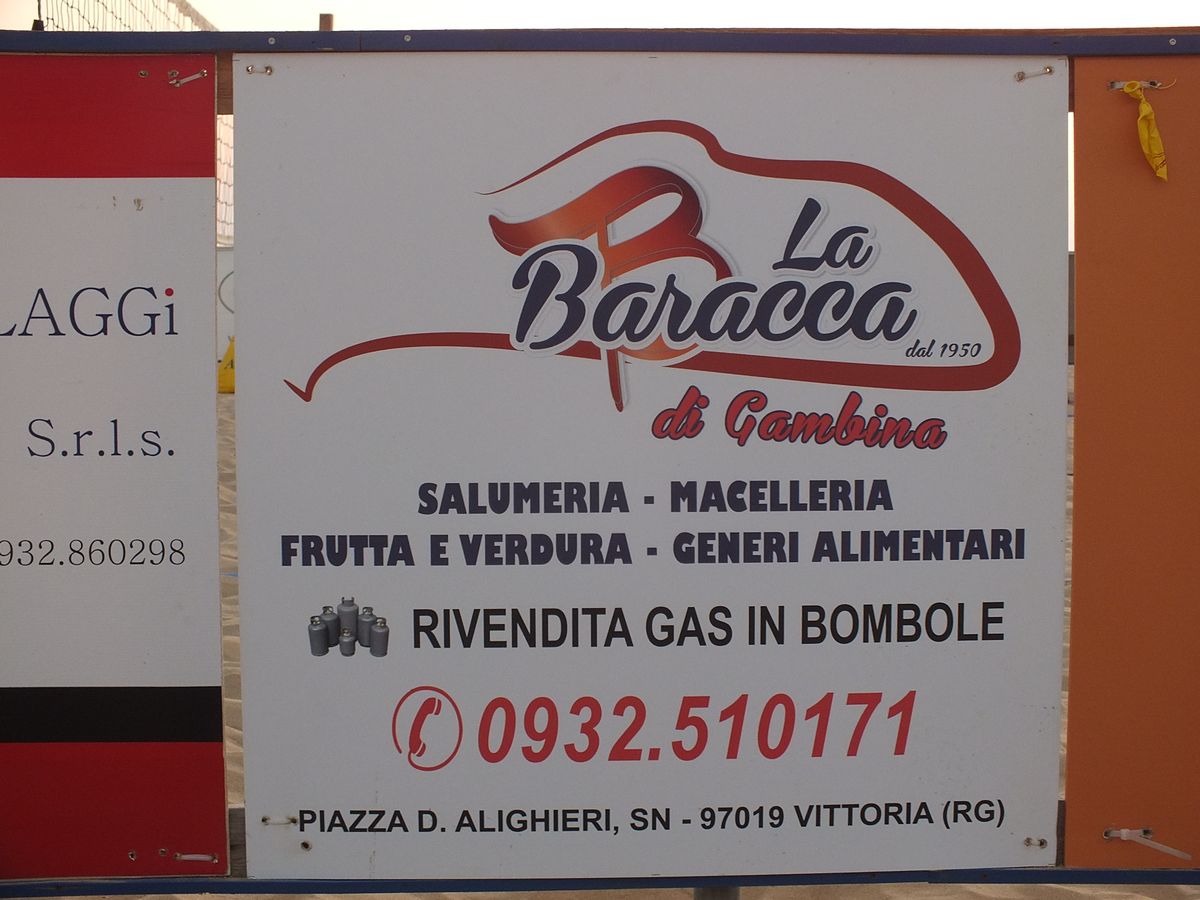 LAGGi
S.r.l.s.
932.860298
La
Baracca
dal 1950
di Gambina
SALUMERIA - MACELLERIA
FRUTTA E VERDURA - GENERI ALIMENTARI
RIVENDITA GAS IN BOMBOLE
0932.510171
PIAZZA D. ALIGHIERI, SN - 97019 VITTORIA (RG)